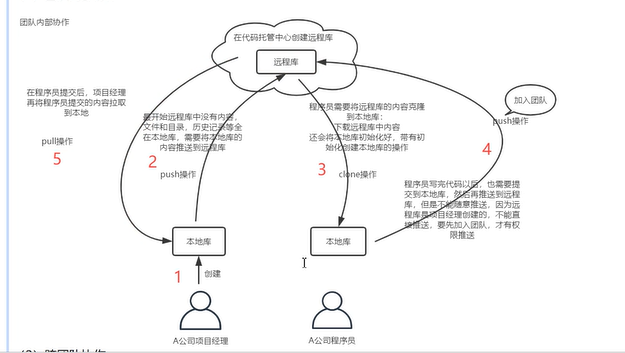 团队内部协作
在代码托管中心创建远程库
远程库
在程序员提交后，项目经理
再将程序员提交的内容拉取
到本地
pull操作
5
最开始远程库中没有内容，
文件和目录，历史记录等全
在本地库，需要将本地库的
内容推送到远程库
2
push操作
程序员需要将远程库的内容克隆
到本地库：
下载远程库中内容
还会将本地库初始化好，带有初
始化创建本地库的操作
3
clone操作
加入团队
push操作
4
程序员写完代码以后，也需要提
交到本地库，然后再推送到远程
库，但是不能随意推送，因为远
程库是项目经理创建的，不能直
接推送，要先加入团队，才有权
限推送
本地库
本地库
1
创建
A公司项目经理
A公司程序员